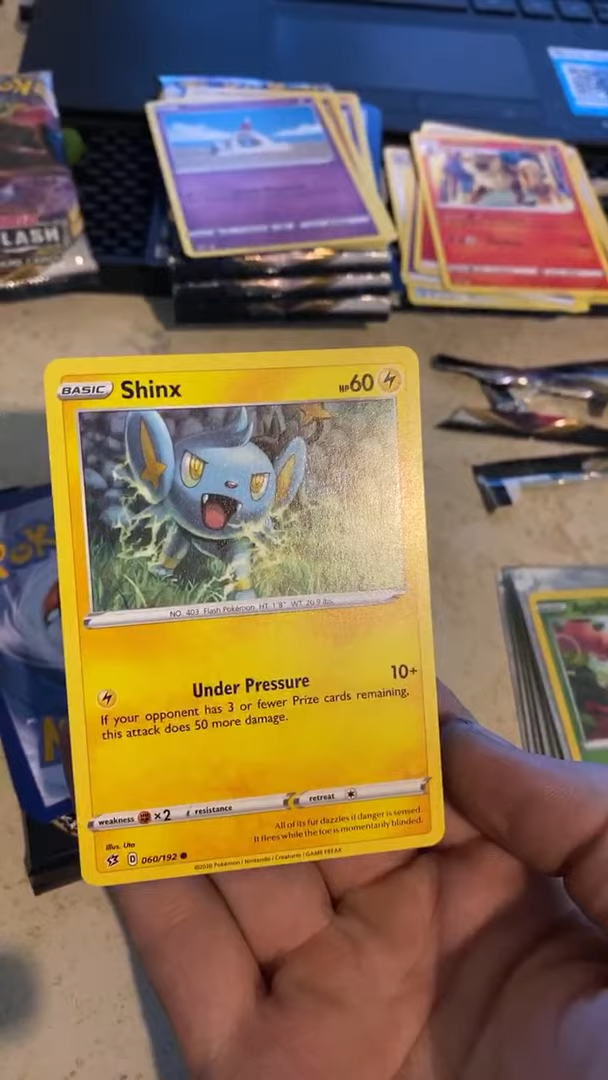 LASH
BASIC Shinx HP60
NO. 403 Flash Pokémon HT. 1'8" WT. 20.9 lbs.
Under Pressure 10+
If your opponent has 3 or fewer Prize cards remaining,
this attack does 50 more damage.
weakness ×2 resistance retreat
All of its fur dazzles if danger is sensed.
It flees while the foe is momentarily blinded.
Illus. Uta
D 060/192
©2020 Pokémon / Nintendo / Creatures / GAME FREAK